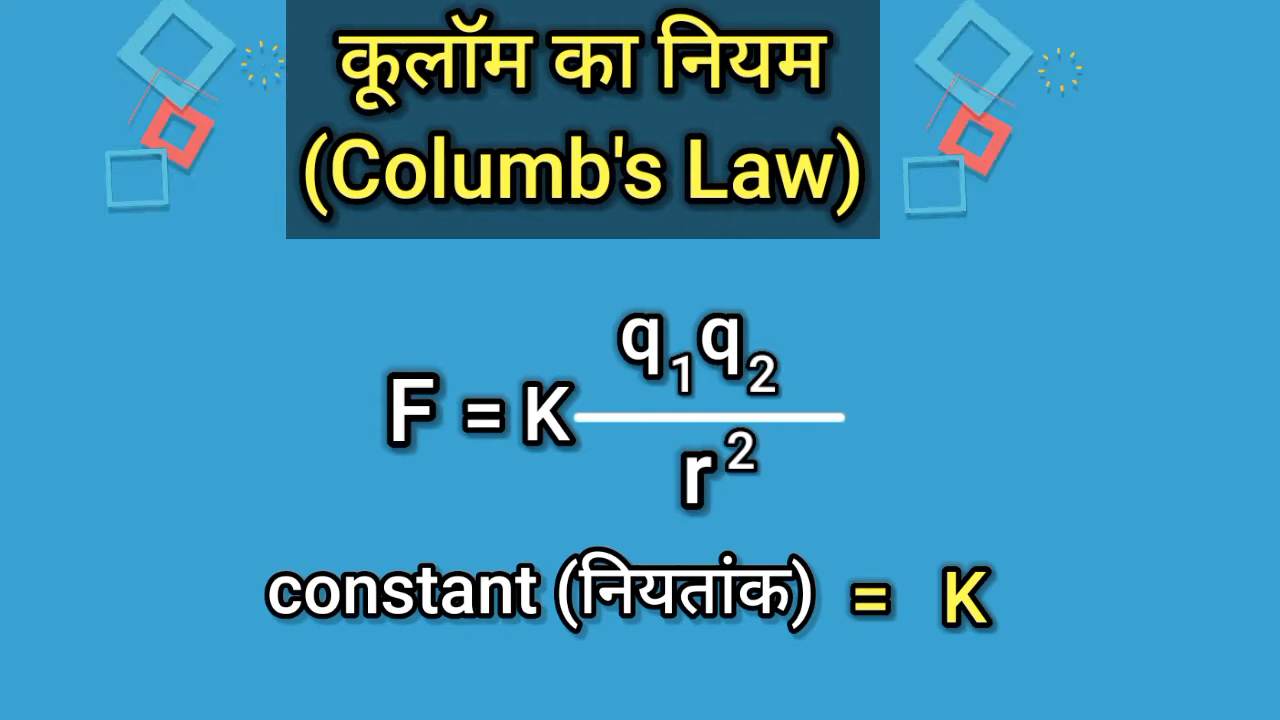 कूलॉम का नियम
(Columb's Law)
F = K q₁q₂ / r²
constant (नियतांक) = K